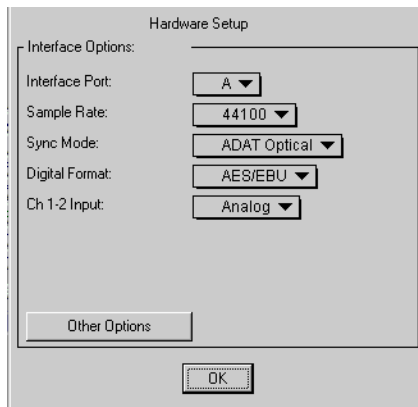 Hardware Setup
Interface Options:
Interface Port: A
Sample Rate: 44100
Sync Mode: ADAT Optical
Digital Format: AES/EBU
Ch 1-2 Input: Analog
Other Options
OK